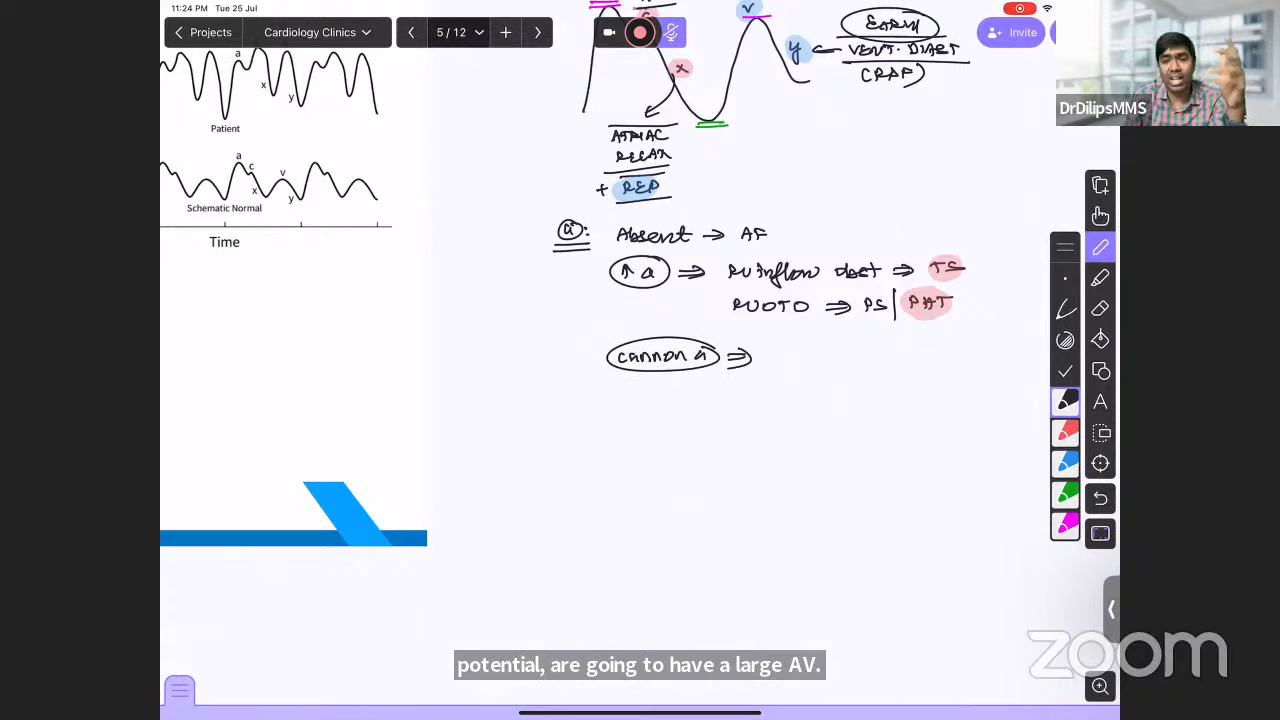 11:24 PM Tue 25 Jul
Projects
Cardiology Clinics
5 / 12
Invite
DrDilipsMMS
a
x
y
Patient
a
c
v
x
y
Schematic Normal
Time
v
y
x
EARLY
VENT. DIAST
(RAP)
ATRIAL
RELAX
+ REP
a: Absent → AF
↑ a ⇒ RV inflow obst ⇒ TS
RVOTO ⇒ PS | PAT
cannon a ⇒
A
potential, are going to have a large AV.
zoom